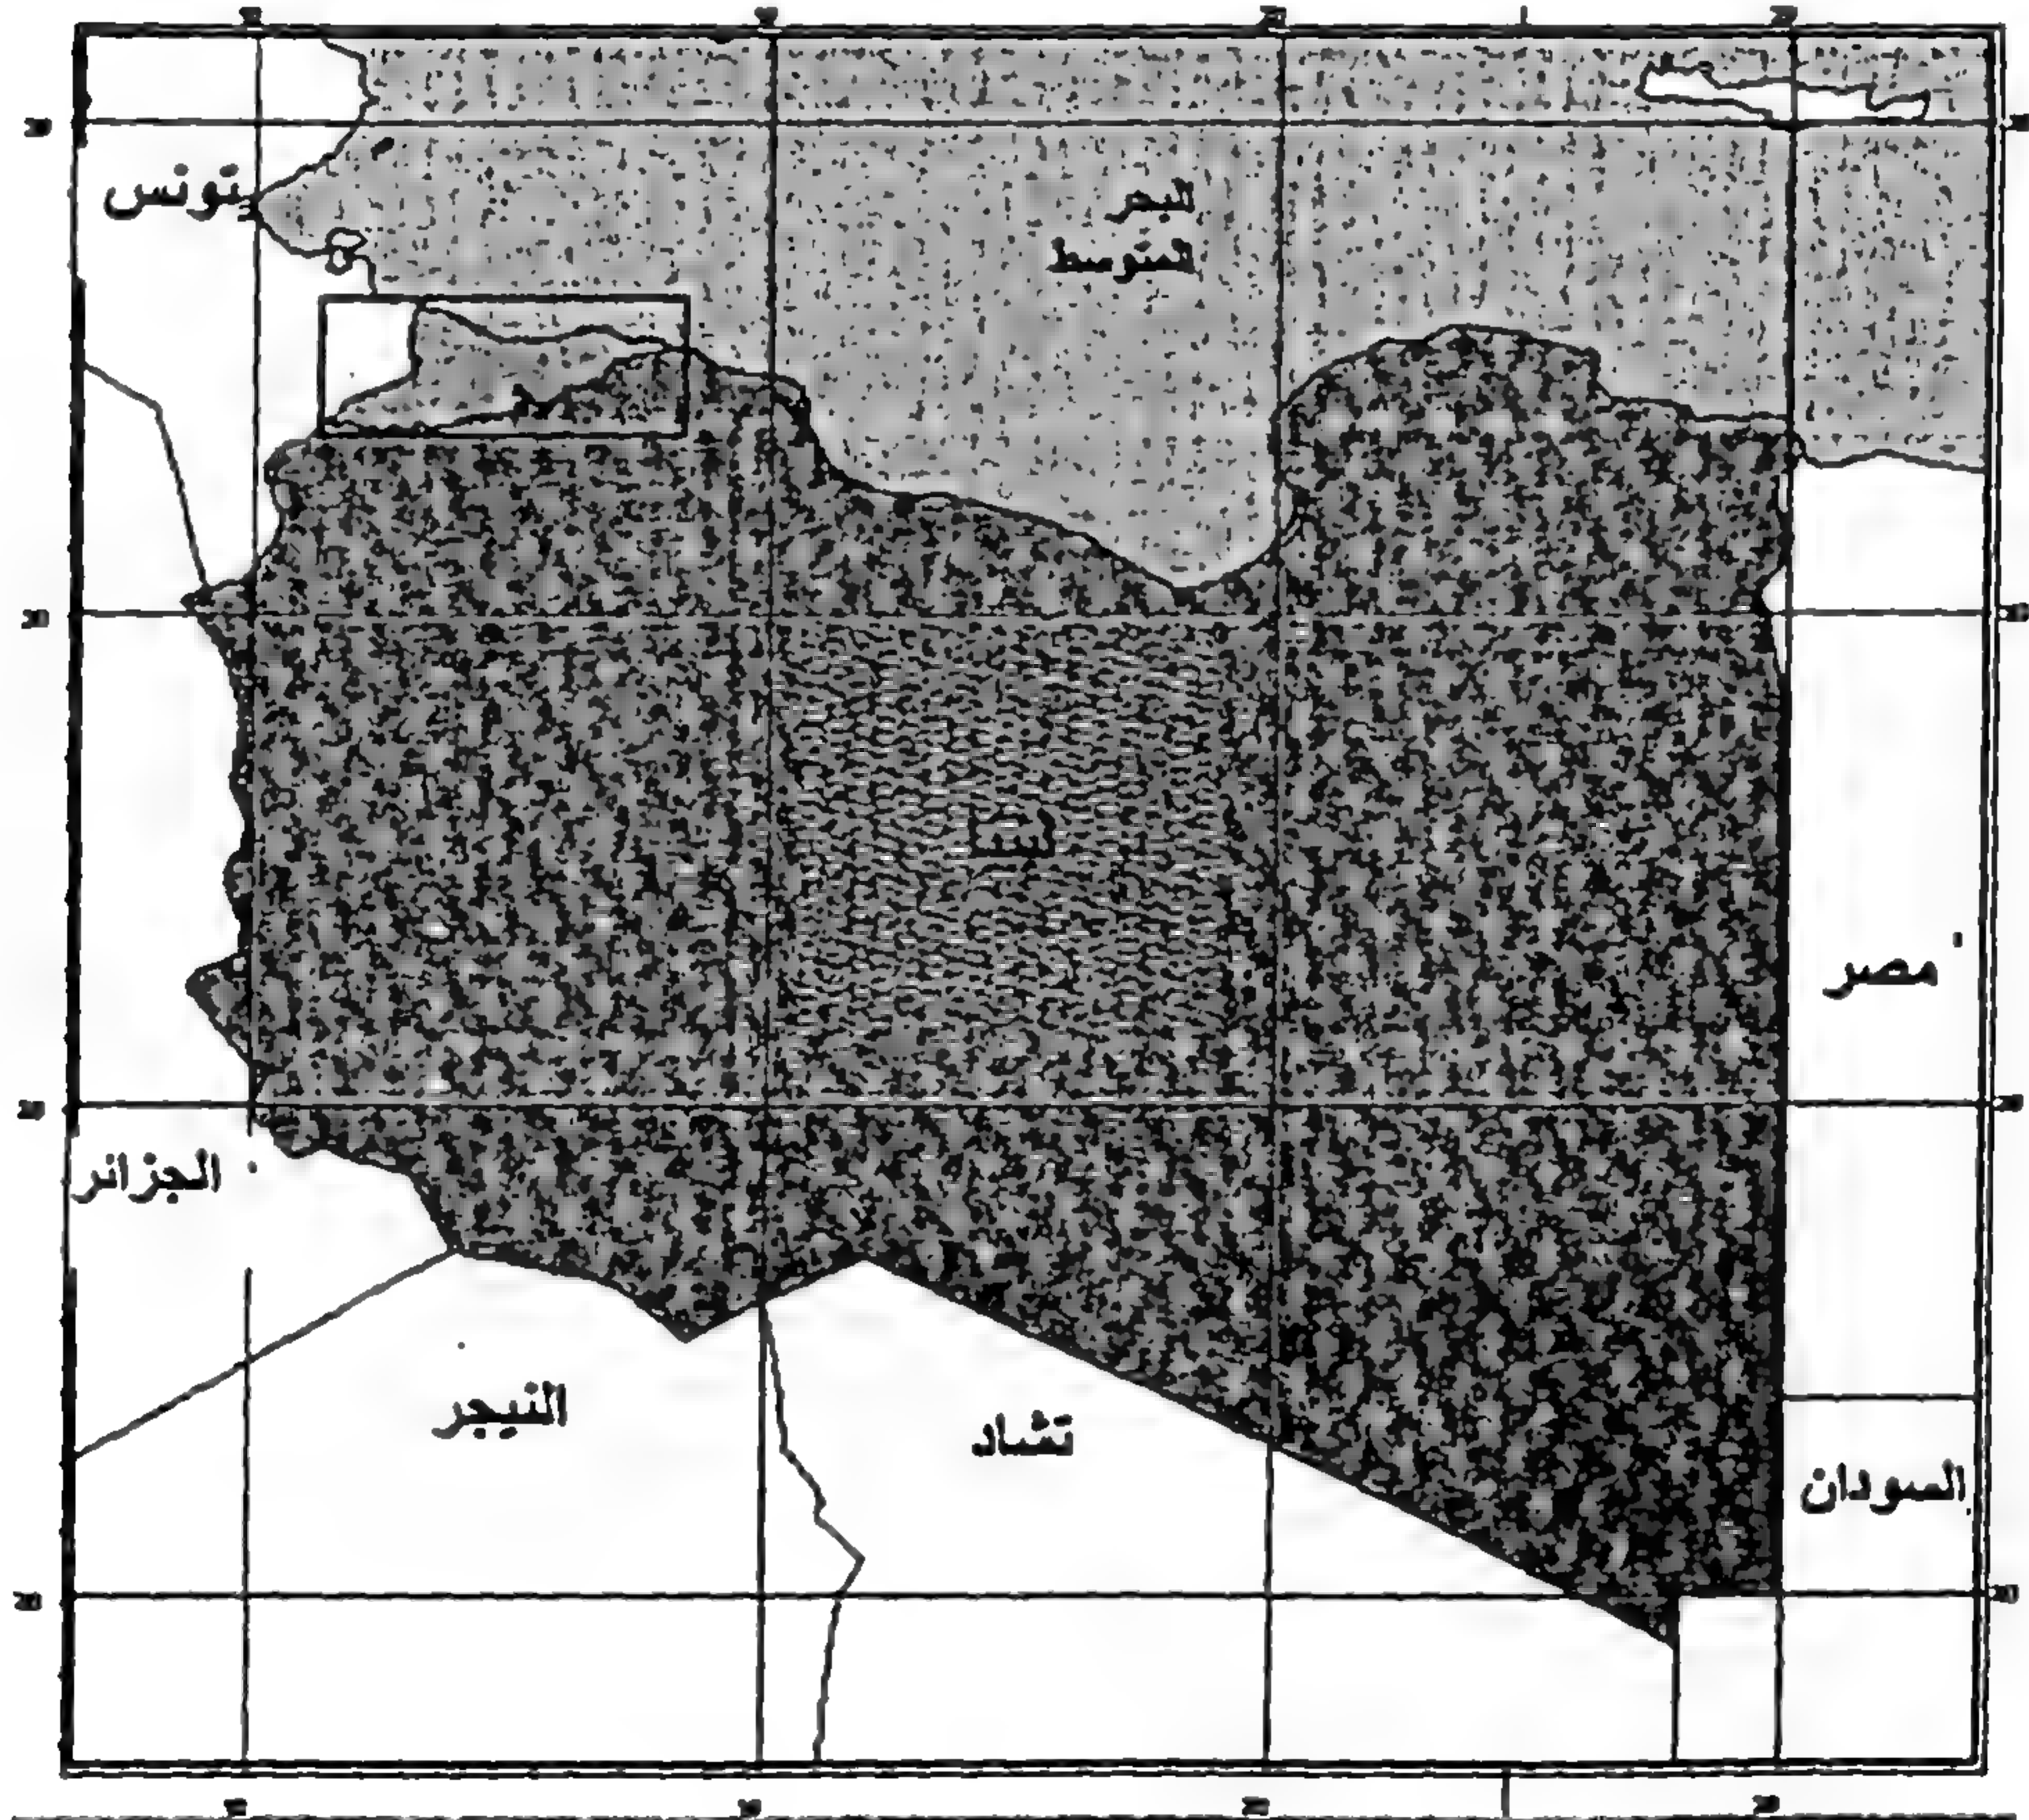 تونس
البحر
المتوسط
ليبيا
مصر
الجزائر
النيجر
تشاد
السودان